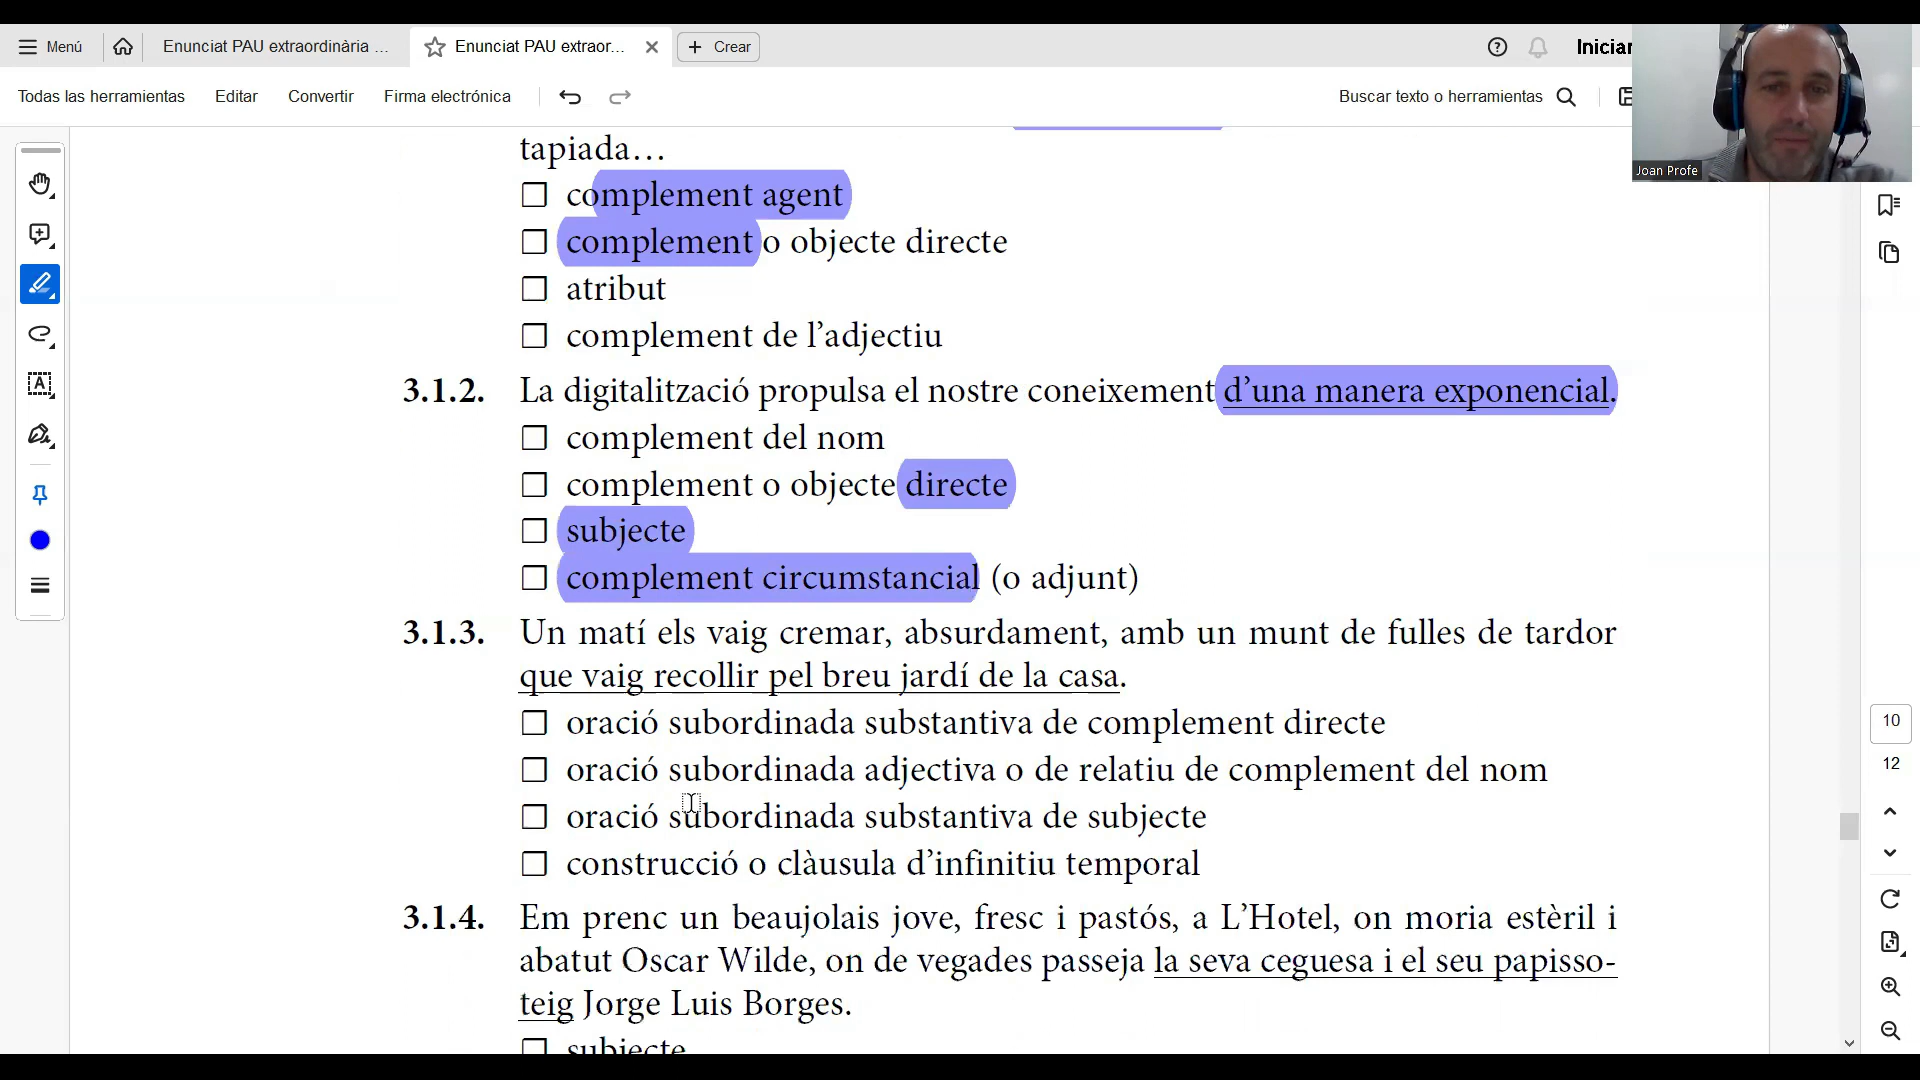 Menú
Enunciat PAU extraordinària ...
Enunciat PAU extraor...
Crear
Todas las herramientas
Editar
Convertir
Firma electrónica
Buscar texto o herramientas
Joan Profe
tapiada…
☐ complement agent
☐ complement o objecte directe
☐ atribut
☐ complement de l’adjectiu
3.1.2. La digitalització propulsa el nostre coneixement d’una manera exponencial.
☐ complement del nom
☐ complement o objecte directe
☐ subjecte
☐ complement circumstancial (o adjunt)
3.1.3. Un matí els vaig cremar, absurdament, amb un munt de fulles de tardor
que vaig recollir pel breu jardí de la casa.
☐ oració subordinada substantiva de complement directe
☐ oració subordinada adjectiva o de relatiu de complement del nom
☐ oració subordinada substantiva de subjecte
☐ construcció o clàusula d’infinitiu temporal
3.1.4. Em prenc un beaujolais jove, fresc i pastós, a L’Hotel, on moria estèril i
abatut Oscar Wilde, on de vegades passeja la seva ceguesa i el seu papisso-
teig Jorge Luis Borges.
☐ subjecte
10
12